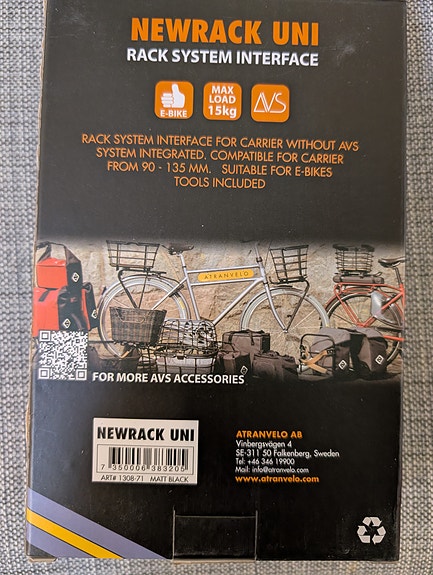 NEWRACK UNI
RACK SYSTEM INTERFACE
E-BIKE
MAX
LOAD
15kg
AVS
RACK SYSTEM INTERFACE FOR CARRIER WITHOUT AVS
SYSTEM INTEGRATED. COMPATIBLE FOR CARRIER
FROM 90 - 135 MM. SUITABLE FOR E-BIKES
TOOLS INCLUDED
ATRANVELO
FOR MORE AVS ACCESSORIES
NEWRACK UNI
7 350006 383205
ART# 1308-71 MATT BLACK
ATRANVELO AB
Vinbergsvägen 4
SE-311 50 Falkenberg, Sweden
Tel: +46 346 19900
Mail: info@atranvelo.com
www.atranvelo.com